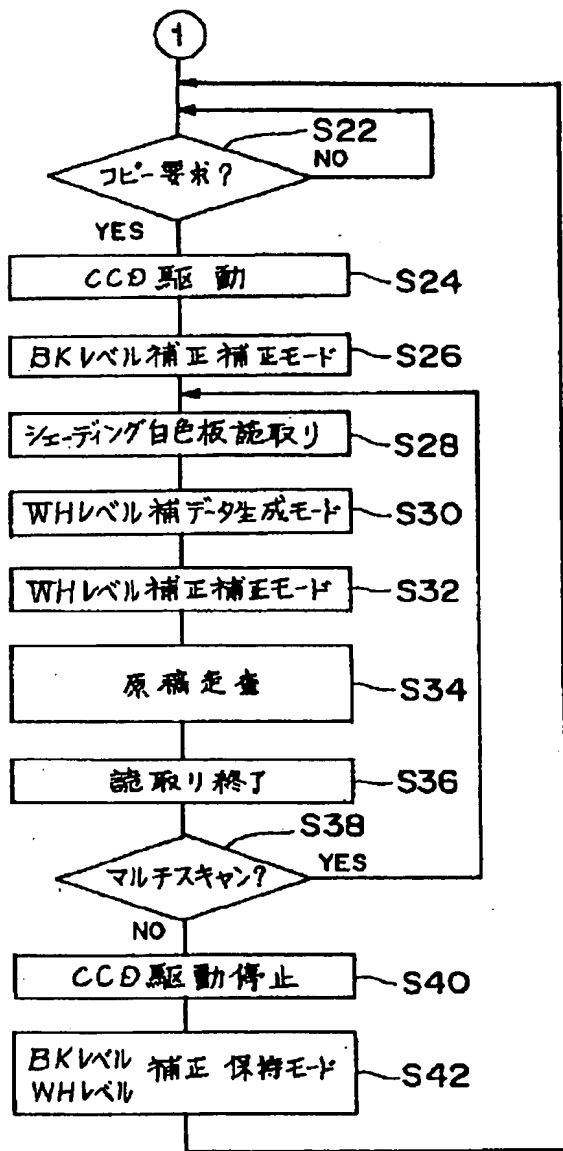 1
S22
コピー要求?
NO
YES
CCD駆動
S24
BKレベル補正補正モード
S26
シェーディング白色板読取り
S28
WHレベル補データ生成モード
S30
WHレベル補正補正モード
S32
原稿走査
S34
読取り終了
S36
S38
マルチスキャン?
YES
NO
CCD駆動停止
S40
BKレベル
WHレベル
補正 保持モード
S42